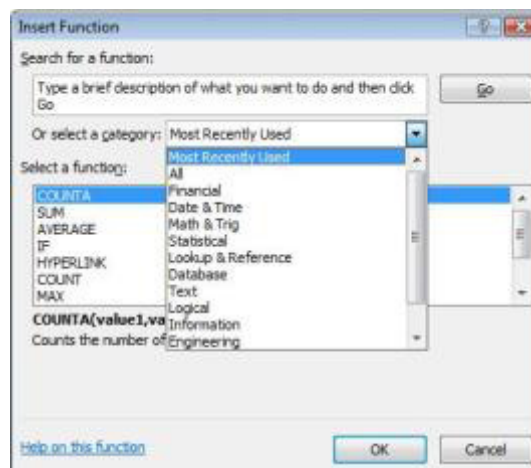 Insert Function
Search for a function:
Type a brief description of what you want to do and then click
Go
Go
Or select a category: Most Recently Used
Most Recently Used
All
Financial
Date & Time
Math & Trig
Statistical
Lookup & Reference
Database
Text
Logical
Information
Engineering
Select a function:
COUNTA
SUM
AVERAGE
IF
HYPERLINK
COUNT
MAX
COUNTA(value1,va
Counts the number of
Help on this function
OK
Cancel